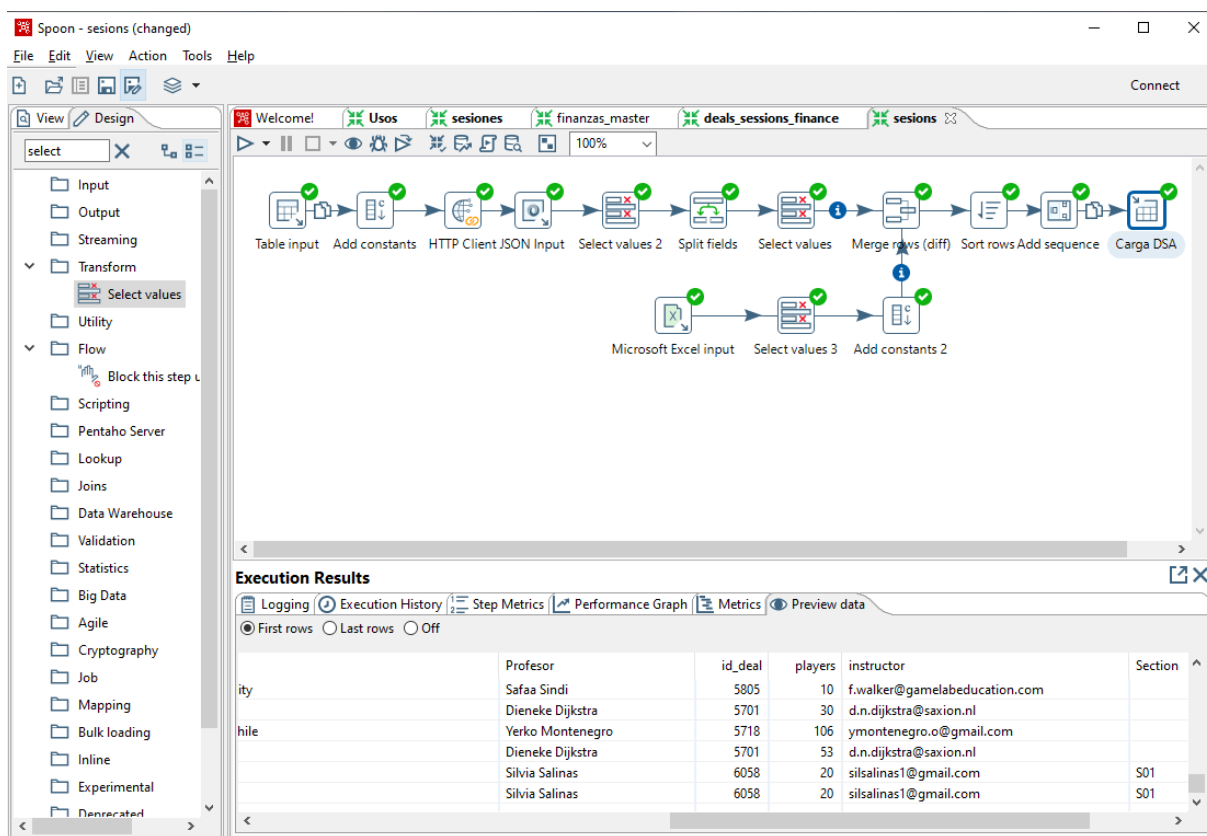 Spoon - sesions (changed)
File Edit View Action Tools Help
Connect
View Design
select
Input
Output
Streaming
Transform
Select values
Utility
Flow
Block this step u
Scripting
Pentaho Server
Lookup
Joins
Data Warehouse
Validation
Statistics
Big Data
Agile
Cryptography
Job
Mapping
Bulk loading
Inline
Experimental
Deprecated
Welcome! Usos sesiones finanzas_master deals_sessions_finance sesions
100%
Table input Add constants HTTP Client JSON Input Select values 2 Split fields Select values Merge rows (diff) Sort rows Add sequence Carga DSA
Microsoft Excel input Select values 3 Add constants 2
Execution Results
Logging Execution History Step Metrics Performance Graph Metrics Preview data
First rows Last rows Off
Profesor id_deal players instructor Section
ity Safaa Sindi 5805 10 f.walker@gamelabeducation.com
Dieneke Dijkstra 5701 30 d.n.dijkstra@saxion.nl
hile Yerko Montenegro 5718 106 ymontenegro.o@gmail.com
Dieneke Dijkstra 5701 53 d.n.dijkstra@saxion.nl
Silvia Salinas 6058 20 silsalinas1@gmail.com S01
Silvia Salinas 6058 20 silsalinas1@gmail.com S01